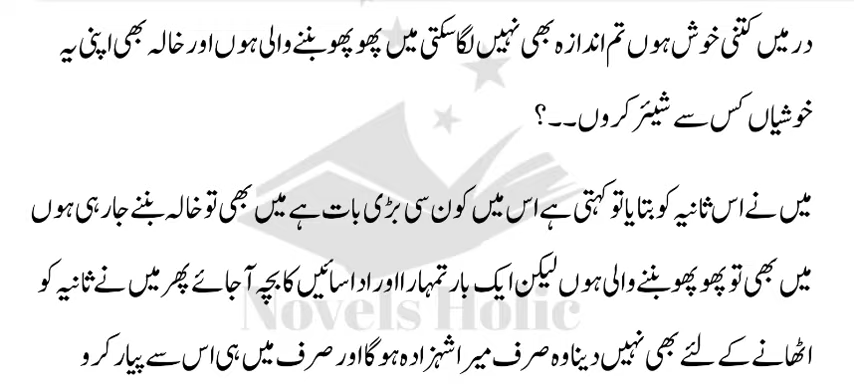 در میں کتنی خوش ہوں تم اندازہ بھی نہیں لگا سکتی میں پھوپھو بننے والی ہوں اور خالہ بھی اپنی یہ
خوشیاں کس سے شیئر کروں۔۔؟
میں نے اس ثانیہ کو بتایا تو کہتی ہے اس میں کون سی بڑی بات ہے میں بھی تو خالہ بننے جا رہی ہوں
میں بھی تو پھوپھو بننے والی ہوں لیکن ایک بار تمہارا اور ادا سائیں کا بچہ آ جائے پھر میں نے ثانیہ کو
Novels Holic
اٹھانے کے لئے بھی نہیں دینا وہ صرف میرا شہزادہ ہو گا اور صرف میں ہی اس سے پیار کرو